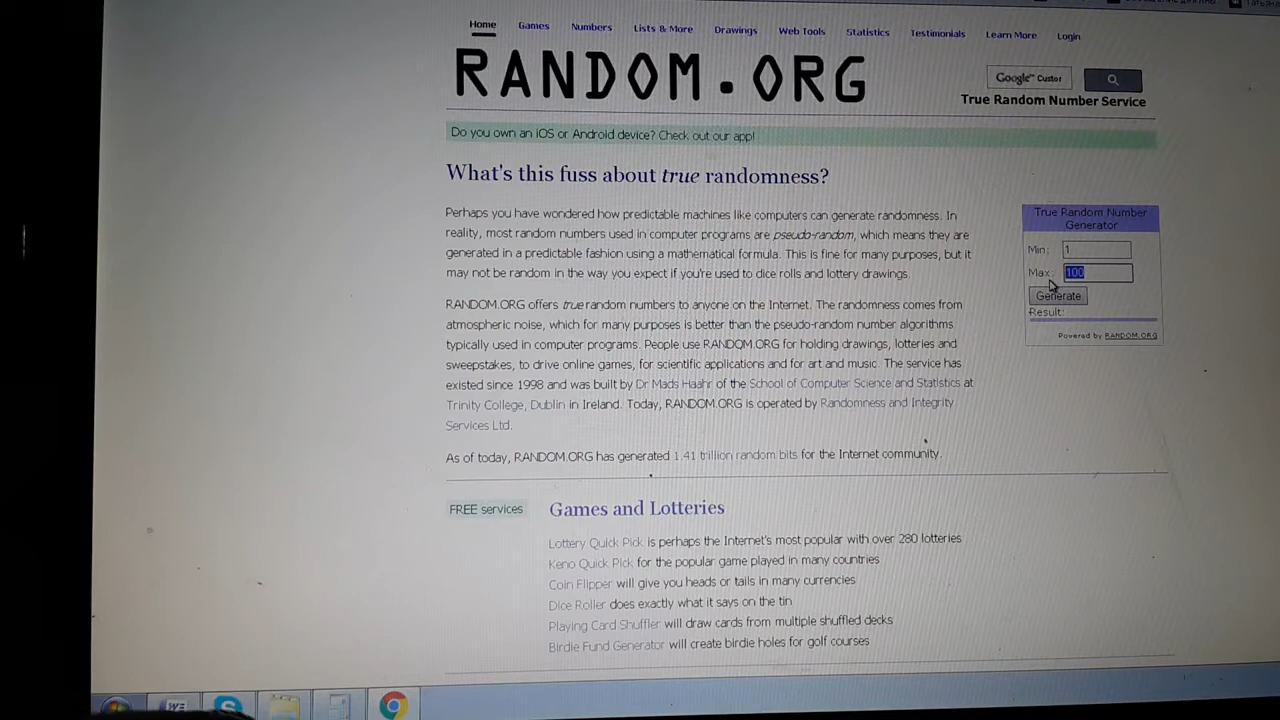 Home Games Numbers Lists & More Drawings Web Tools Statistics Testimonials Learn More Login
RANDOM.ORG
Google™ Custor
True Random Number Service
Do you own an iOS or Android device? Check out our app!
What's this fuss about true randomness?
Perhaps you have wondered how predictable machines like computers can generate randomness. In
reality, most random numbers used in computer programs are pseudo-random, which means they are
generated in a predictable fashion using a mathematical formula. This is fine for many purposes, but it
may not be random in the way you expect if you're used to dice rolls and lottery drawings.
RANDOM.ORG offers true random numbers to anyone on the Internet. The randomness comes from
atmospheric noise, which for many purposes is better than the pseudo-random number algorithms
typically used in computer programs. People use RANDOM.ORG for holding drawings, lotteries and
sweepstakes, to drive online games, for scientific applications and for art and music. The service has
existed since 1998 and was built by Dr Mads Haahr of the School of Computer Science and Statistics at
Trinity College, Dublin in Ireland. Today, RANDOM.ORG is operated by Randomness and Integrity
Services Ltd.
As of today, RANDOM.ORG has generated 1.41 trillion random bits for the Internet community.
True Random Number
Generator
Min: 1
Max: 100
Generate
Result:
Powered by RANDOM.ORG
FREE services
Games and Lotteries
Lottery Quick Pick is perhaps the Internet's most popular with over 280 lotteries
Keno Quick Pick for the popular game played in many countries
Coin Flipper will give you heads or tails in many currencies
Dice Roller does exactly what it says on the tin
Playing Card Shuffler will draw cards from multiple shuffled decks
Birdie Fund Generator will create birdie holes for golf courses